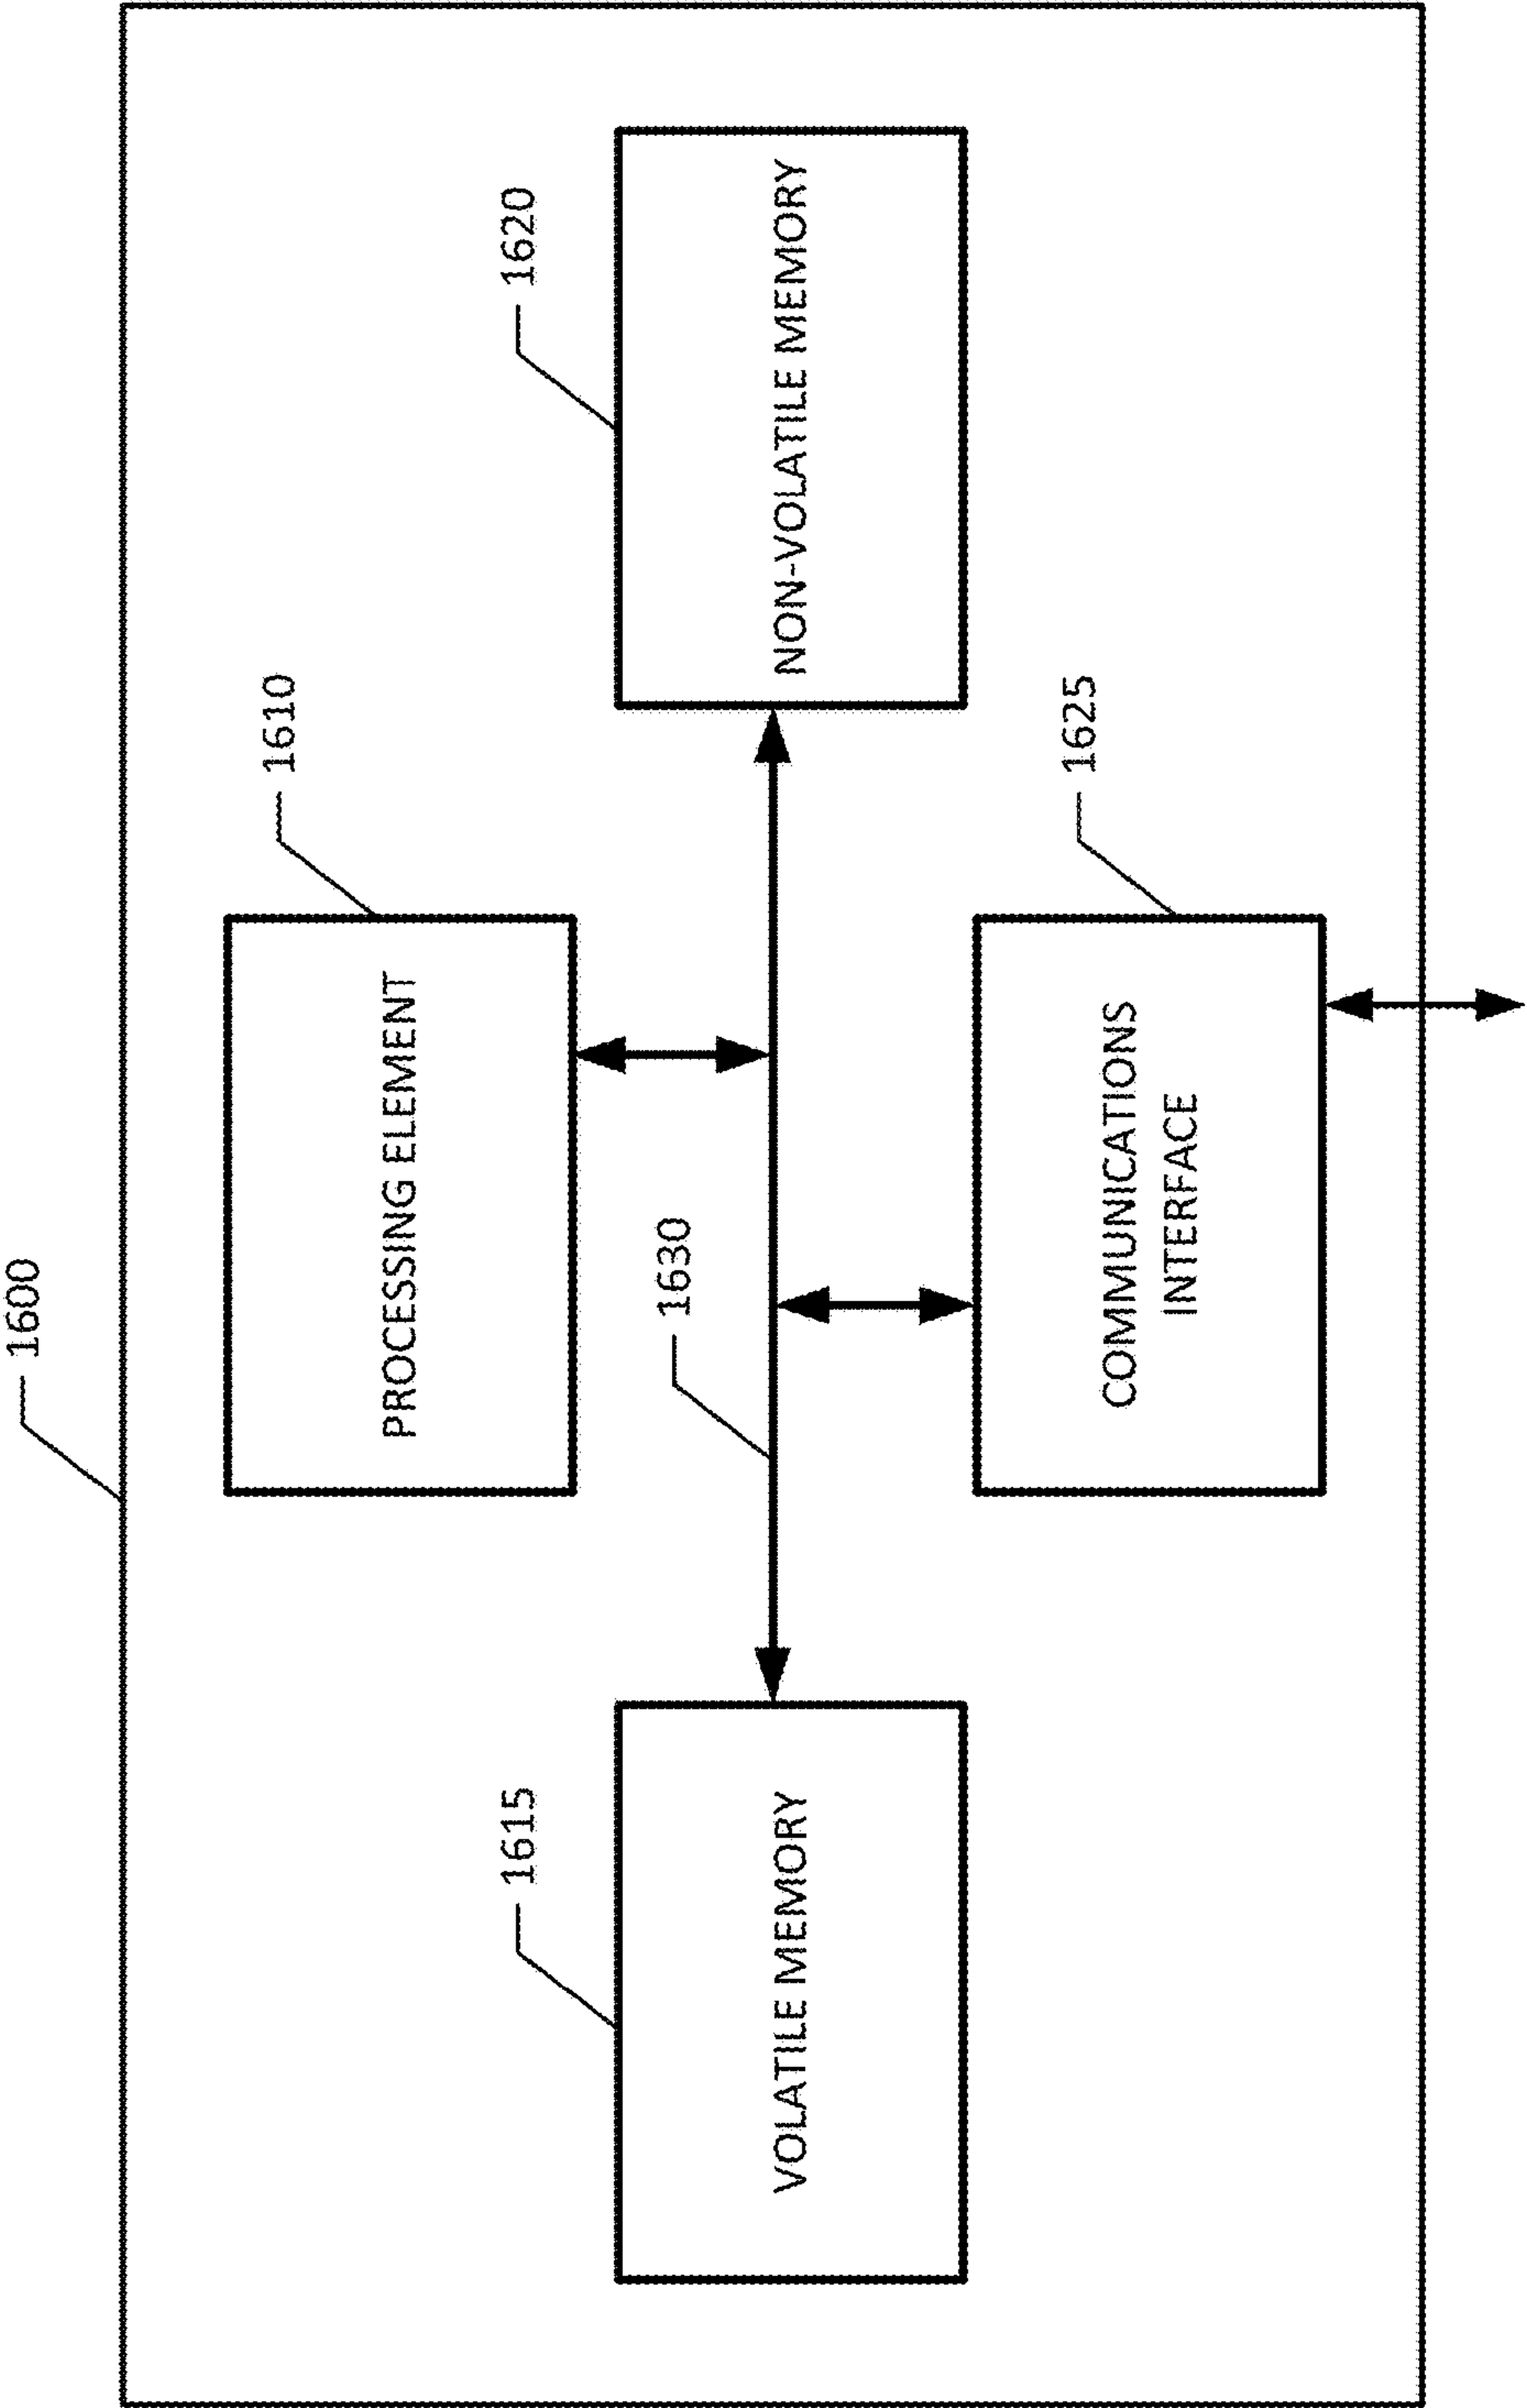 1600
1610
PROCESSING ELEMENT
1615
1630
1620
VOLATILE MEMORY
NON-VOLATILE MEMORY
1625
COMMUNICATIONS
INTERFACE